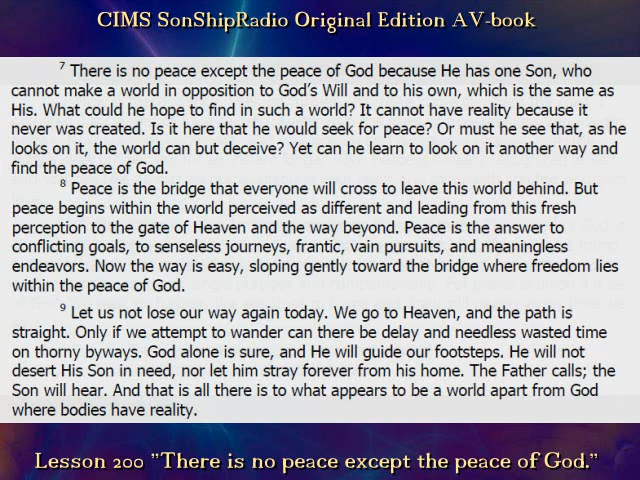 CIMS SonShipRadio Original Edition AV-book
7 There is no peace except the peace of God because He has one Son, who
cannot make a world in opposition to God's Will and to his own, which is the same as
His. What could he hope to find in such a world? It cannot have reality because it
never was created. Is it here that he would seek for peace? Or must he see that, as he
looks on it, the world can but deceive? Yet can he learn to look on it another way and
find the peace of God.
8 Peace is the bridge that everyone will cross to leave this world behind. But
peace begins within the world perceived as different and leading from this fresh
perception to the gate of Heaven and the way beyond. Peace is the answer to
conflicting goals, to senseless journeys, frantic, vain pursuits, and meaningless
endeavors. Now the way is easy, sloping gently toward the bridge where freedom lies
within the peace of God.
9 Let us not lose our way again today. We go to Heaven, and the path is
straight. Only if we attempt to wander can there be delay and needless wasted time
on thorny byways. God alone is sure, and He will guide our footsteps. He will not
desert His Son in need, nor let him stray forever from his home. The Father calls; the
Son will hear. And that is all there is to what appears to be a world apart from God
where bodies have reality.
Lesson 200 "There is no peace except the peace of God."